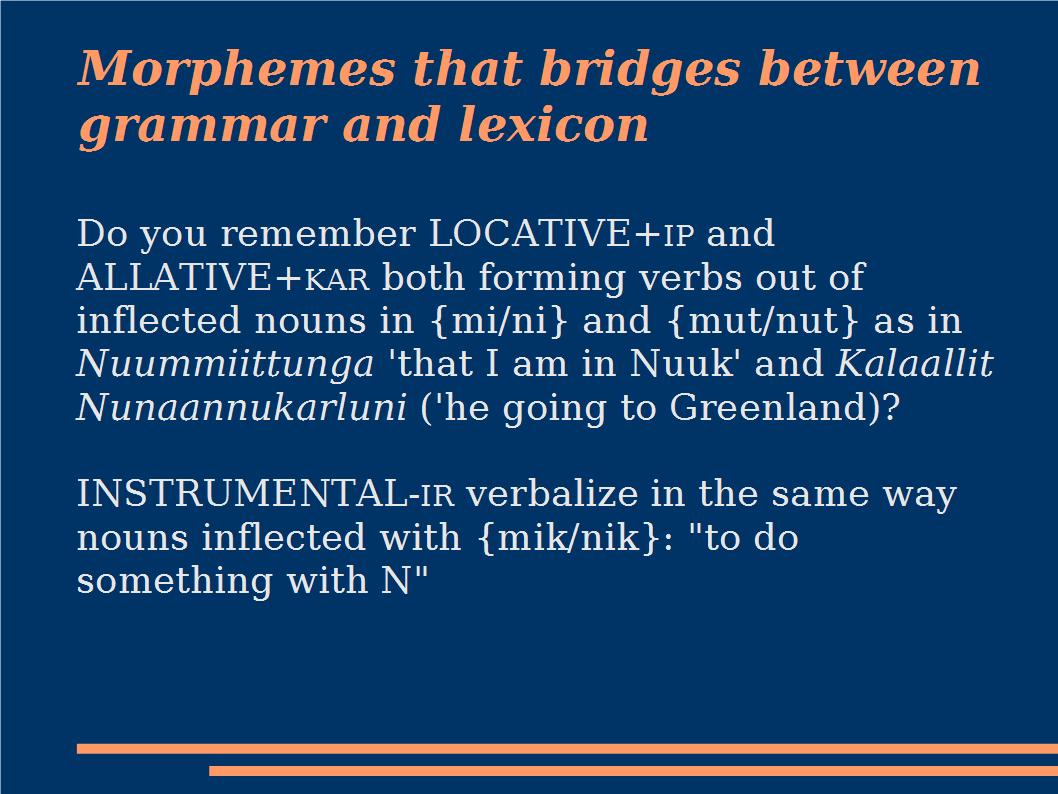 Morphemes that bridges between
grammar and lexicon
Do you remember LOCATIVE+IP and
ALLATIVE+KAR both forming verbs out of
inflected nouns in {mi/ni} and {mut/nut} as in
Nuummiittunga 'that I am in Nuuk' and Kalaallit
Nunaannukarluni ('he going to Greenland)?
INSTRUMENTAL-IR verbalize in the same way
nouns inflected with {mik/nik}: "to do
something with N"